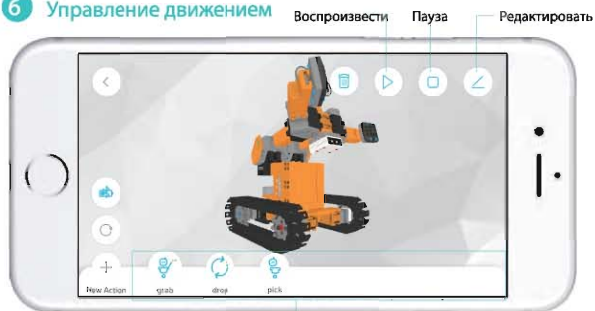 6 Управление движением
Воспроизвести Пауза Редактировать
New Action grab drop pick